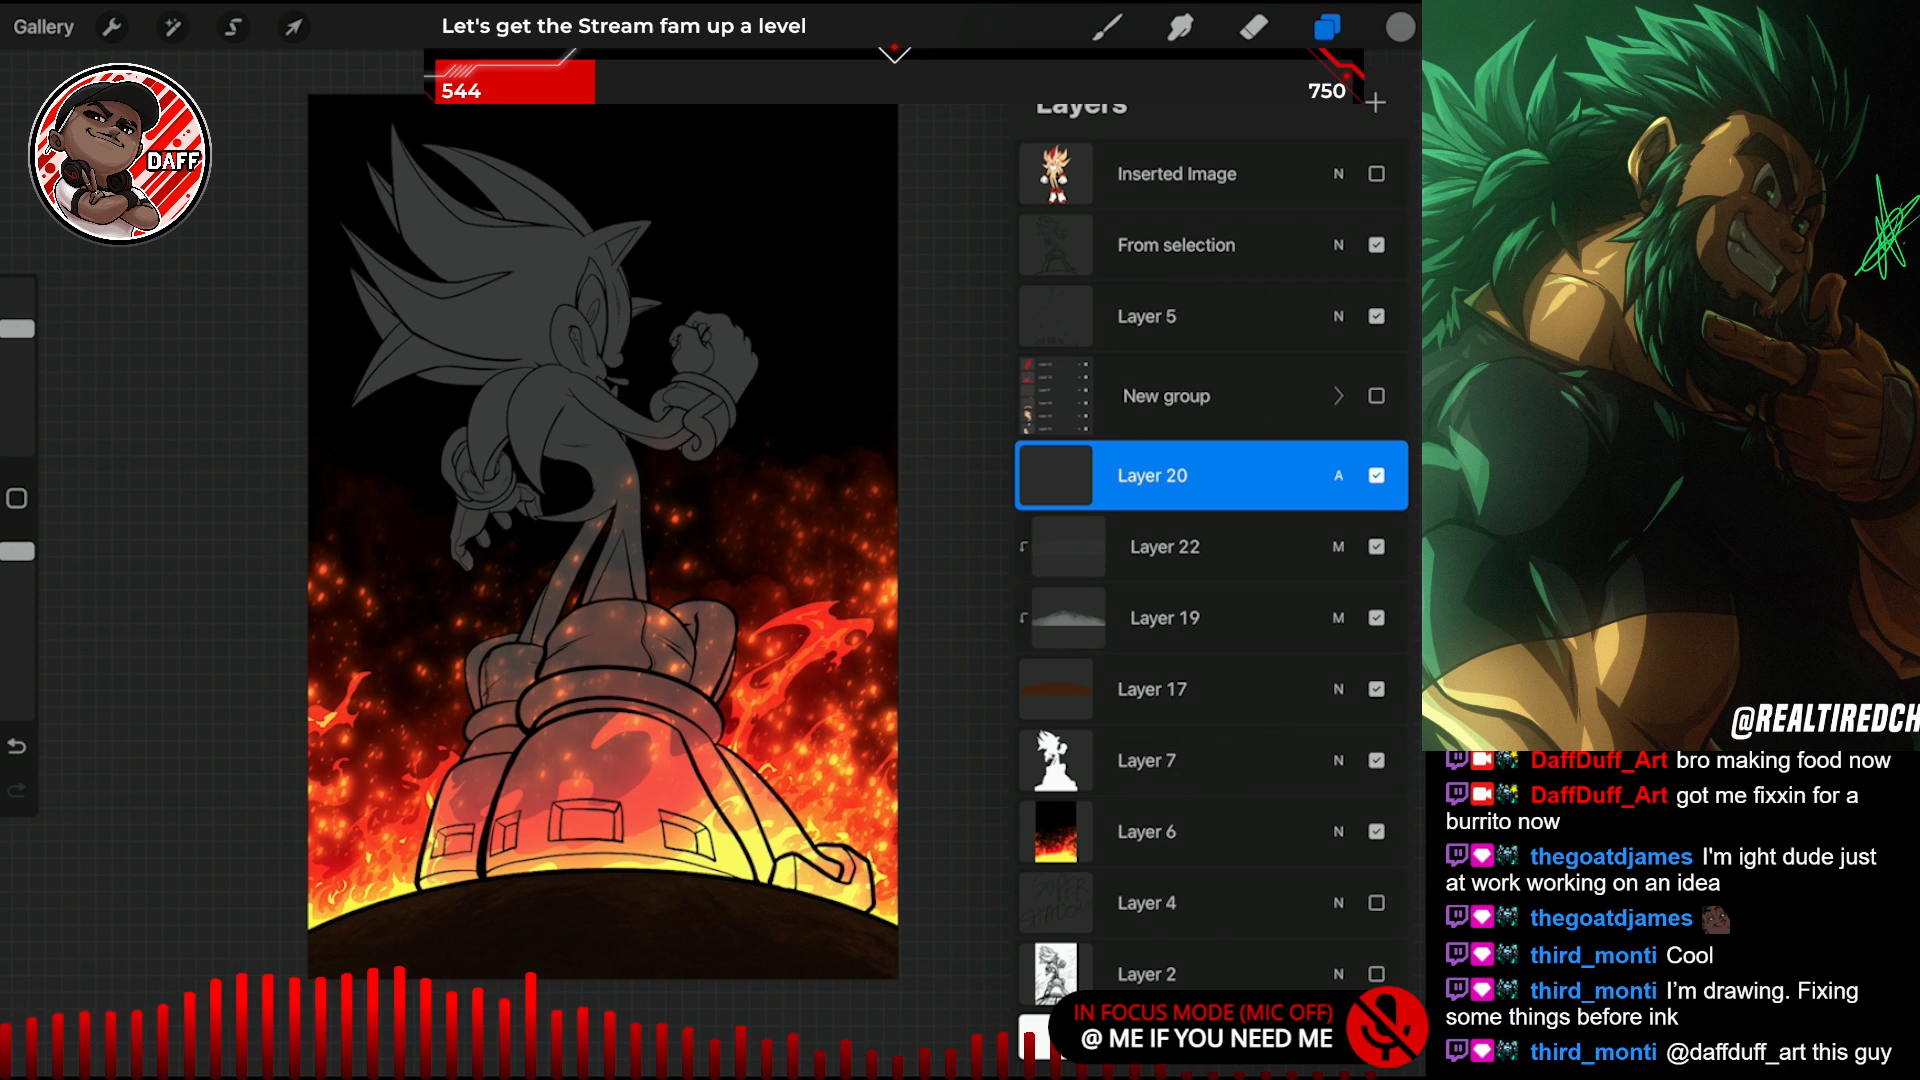 Gallery
Let's get the Stream fam up a level
544
750
DAFF
Layers
Inserted Image N
From selection N
Layer 5 N
New group
Layer 20 A
Layer 22 M
Layer 19 M
Layer 17 N
Layer 7 N
Layer 6 N
Layer 4 N
Layer 2 N
IN FOCUS MODE (MIC OFF)
@ ME IF YOU NEED ME
@REALTIREDCH
DaffDuff_Art bro making food now
DaffDuff_Art got me fixxin for a
burrito now
thegoatdjames I'm ight dude just
at work working on an idea
thegoatdjames
third_monti Cool
third_monti I'm drawing. Fixing
some things before ink
third_monti @daffduff_art this guy